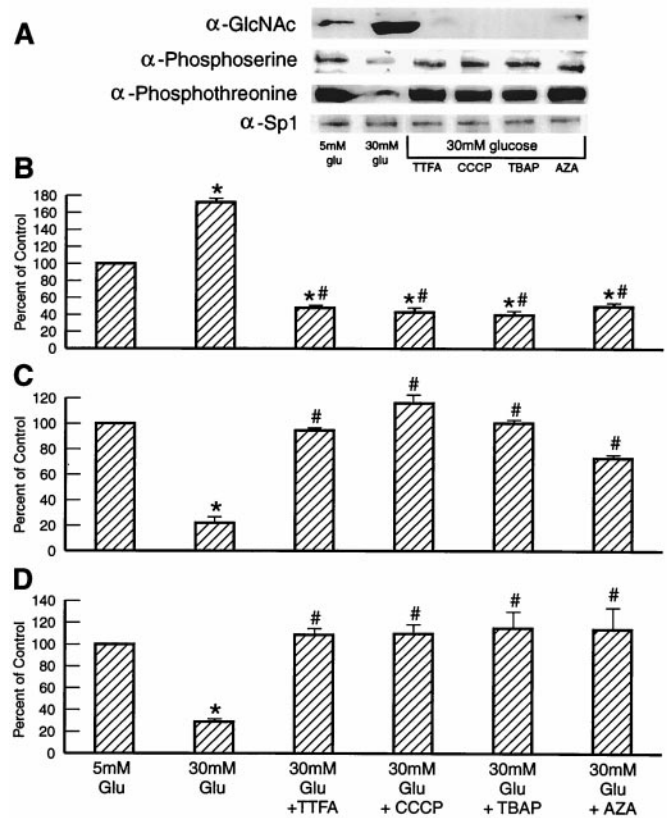 A
α-GlcNAc
α-Phosphoserine
α-Phosphothreonine
α-Sp1
5mM glu
30mM glu
30mM glucose
TTFA CCCP TBAP AZA
B
Percent of Control
180
160
140
120
100
80
60
40
20
0
* *# *# *# *#
C
Percent of Control
120
100
80
60
40
20
0
* # # # #
D
Percent of Control
140
120
100
80
60
40
20
0
* # # # #
5mM 30mM 30mM 30mM 30mM 30mM
Glu Glu Glu Glu Glu Glu
+TTFA + CCCP + TBAP + AZA